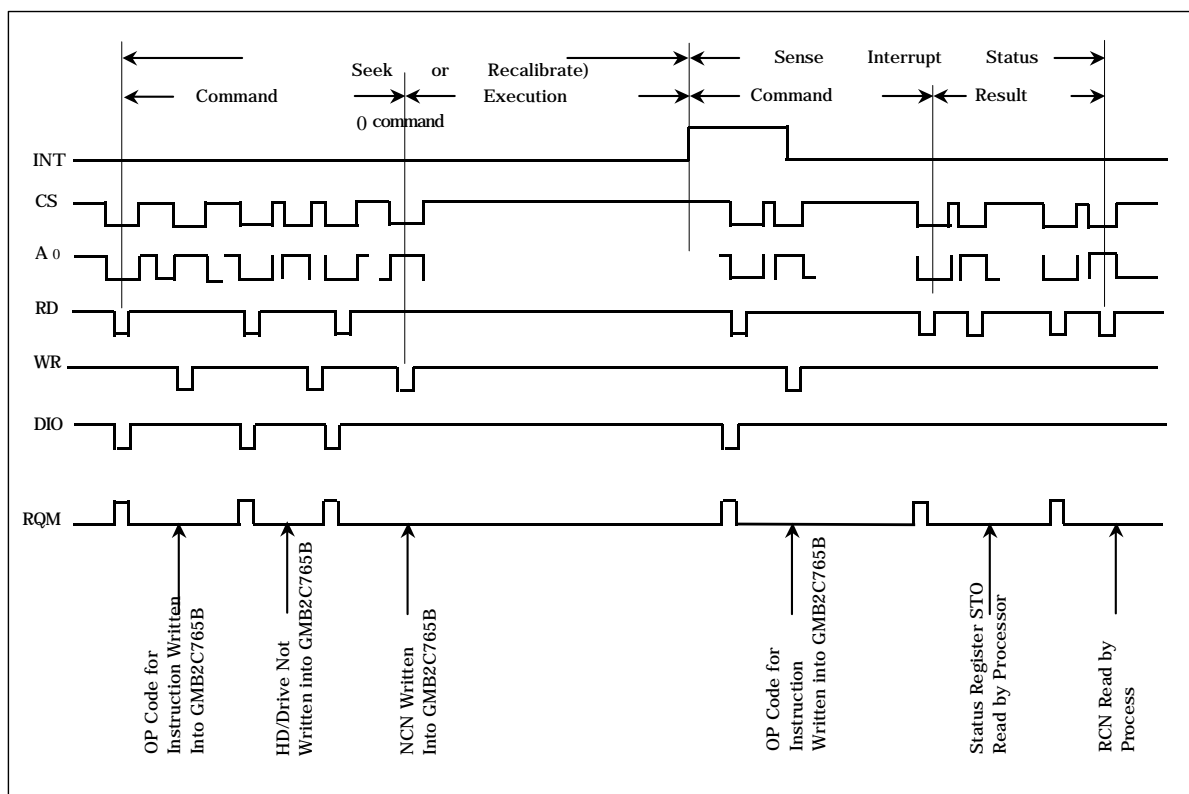 Sense Interrupt Status
Seek or Recalibrate)
Command
Execution
Command
Result
() command
INT
CS
A 0
RD
WR
DIO
RQM
OP Code for
Instruction Written
Into GMB2C765B
HD/Drive Not
Written into GMB2C765B
NCN Written
Into GMB2C765B
OP Code for
Instruction
Written into GMB2C765B
Status Register STO
Read by Processor
RCN Read by
Process